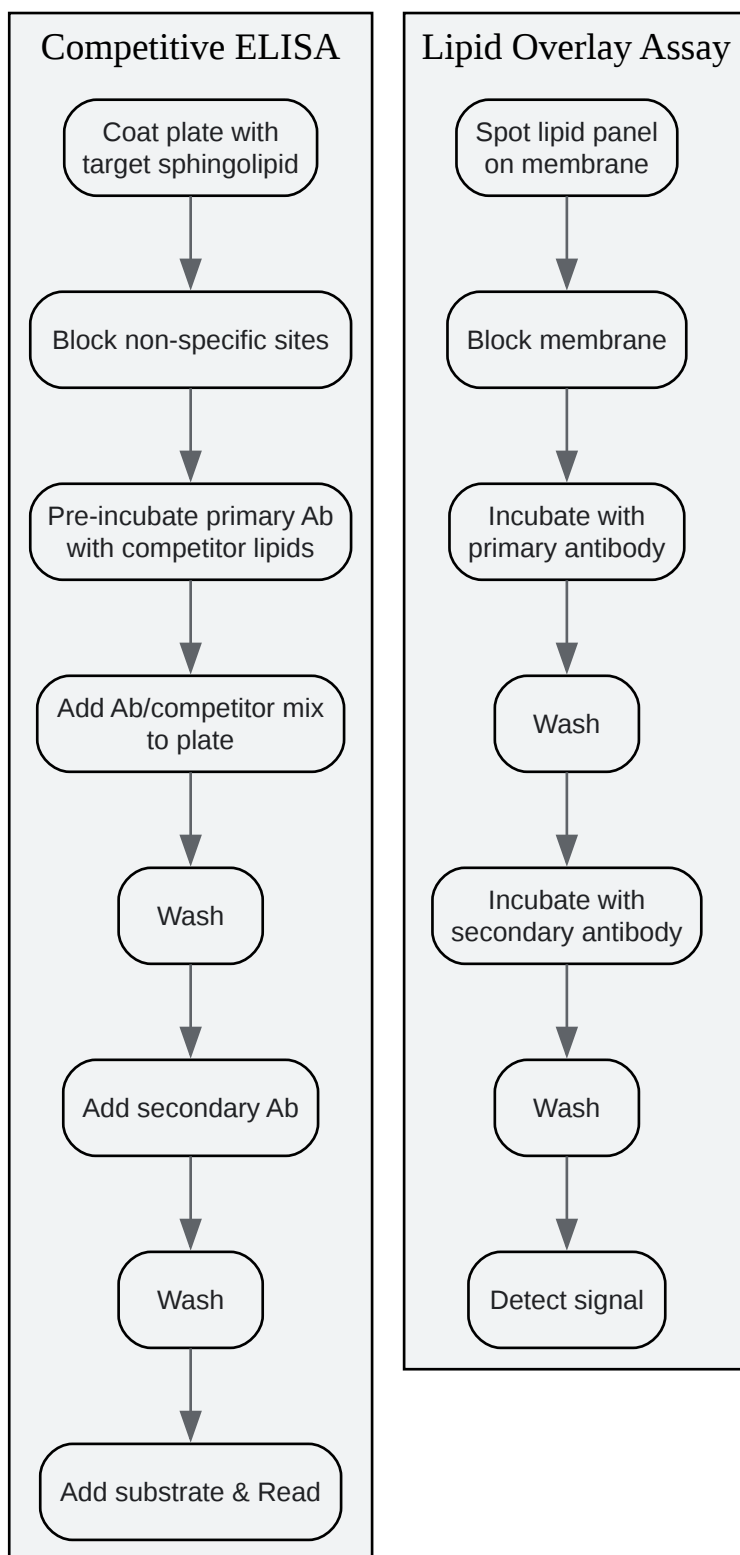 Competitive ELISA
Coat plate with
target sphingolipid
Block non-specific sites
Pre-incubate primary Ab
with competitor lipids
Add Ab/competitor mix
to plate
Wash
Add secondary Ab
Wash
Add substrate & Read
Lipid Overlay Assay
Spot lipid panel
on membrane
Block membrane
Incubate with
primary antibody
Wash
Incubate with
secondary antibody
Wash
Detect signal